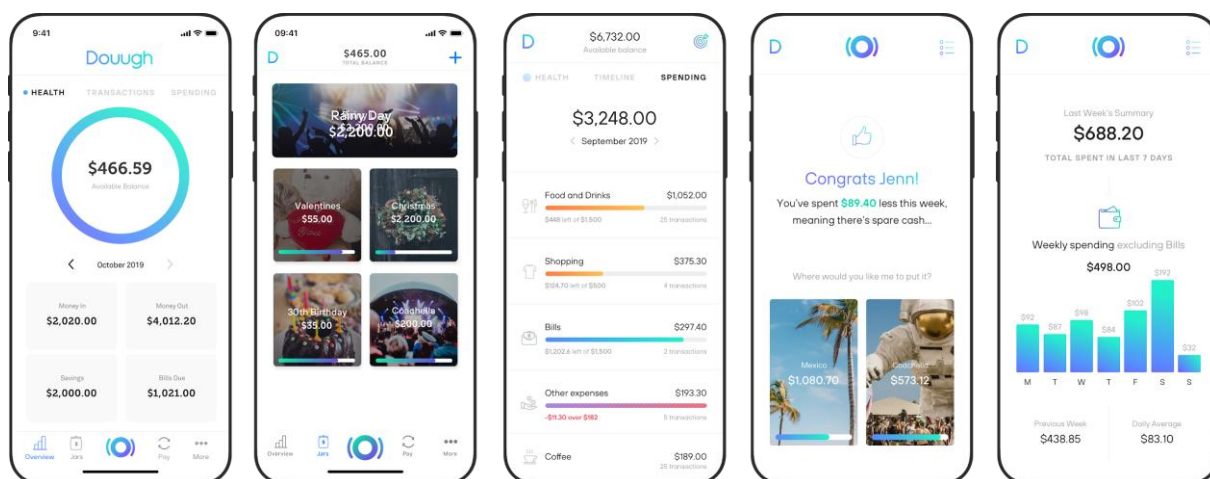 9:41
Douugh
HEALTH TRANSACTIONS SPENDING
$466.59
Available Balance
October 2019
Money In
$2,020.00
Money Out
$4,012.20
Savings
$2,000.00
Bills Due
$1,021.00
Overview Jars Pay More
09:41
D
$465.00
TOTAL BALANCE
+
Rainy Day
$2,200.00
Valentines
$55.00
Christmas
$2,200.00
30th Birthday
$35.00
Coachella
$200.00
Overview Jars Pay More
D
$6,732.00
Available balance
HEALTH TIMELINE SPENDING
$3,248.00
September 2019
Food and Drinks $1,052.00
$448 left of $1,500 25 transactions
Shopping $375.30
$124.70 left of $500 4 transactions
Bills $297.40
$1,202.6 left of $1,500 2 transactions
Other expenses $193.30
-$11.30 over $182 5 transactions
Coffee $189.00
25 transactions
D
Congrats Jenn!
You've spent $89.40 less this week,
meaning there's spare cash...
Where would you like me to put it?
Mexico
$1,080.70
Coachella
$573.12
D
Last Week's Summary
$688.20
TOTAL SPENT IN LAST 7 DAYS
Weekly spending excluding Bills
$498.00
$92 $87 $98 $84 $102 $192 $32
M T W T F S S
Previous Week
$438.85
Daily Average
$83.10